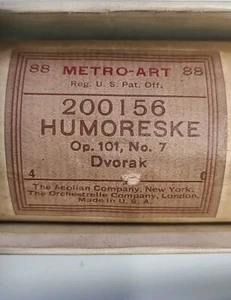 88 METRO-ART 88
Reg. U. S. Pat. Off.
200156
HUMORESKE
Op. 101, No. 7
Dvorak
4 0
The Aeolian Company, New York.
The Orchestrelle Company, London.
Made in U. S. A.